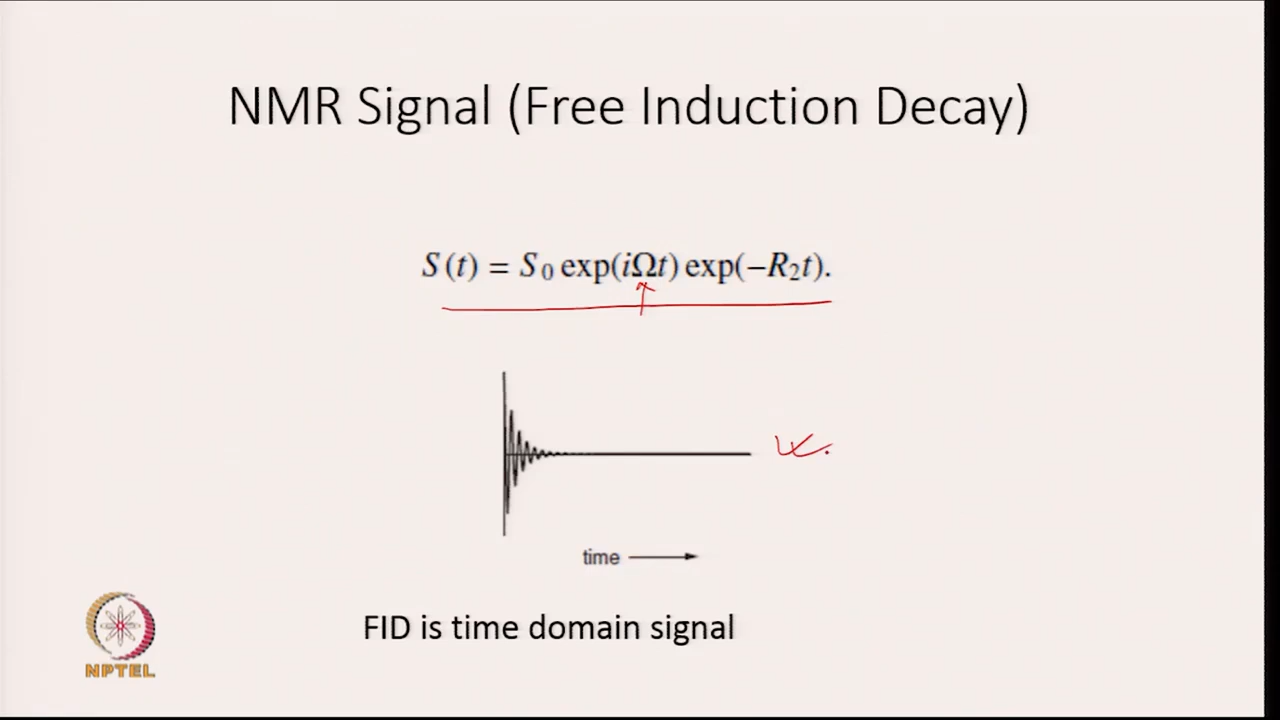 NMR Signal (Free Induction Decay)
S(t) = S₀ exp(iΩt) exp(−R₂t).
time
FID is time domain signal
NPTEL